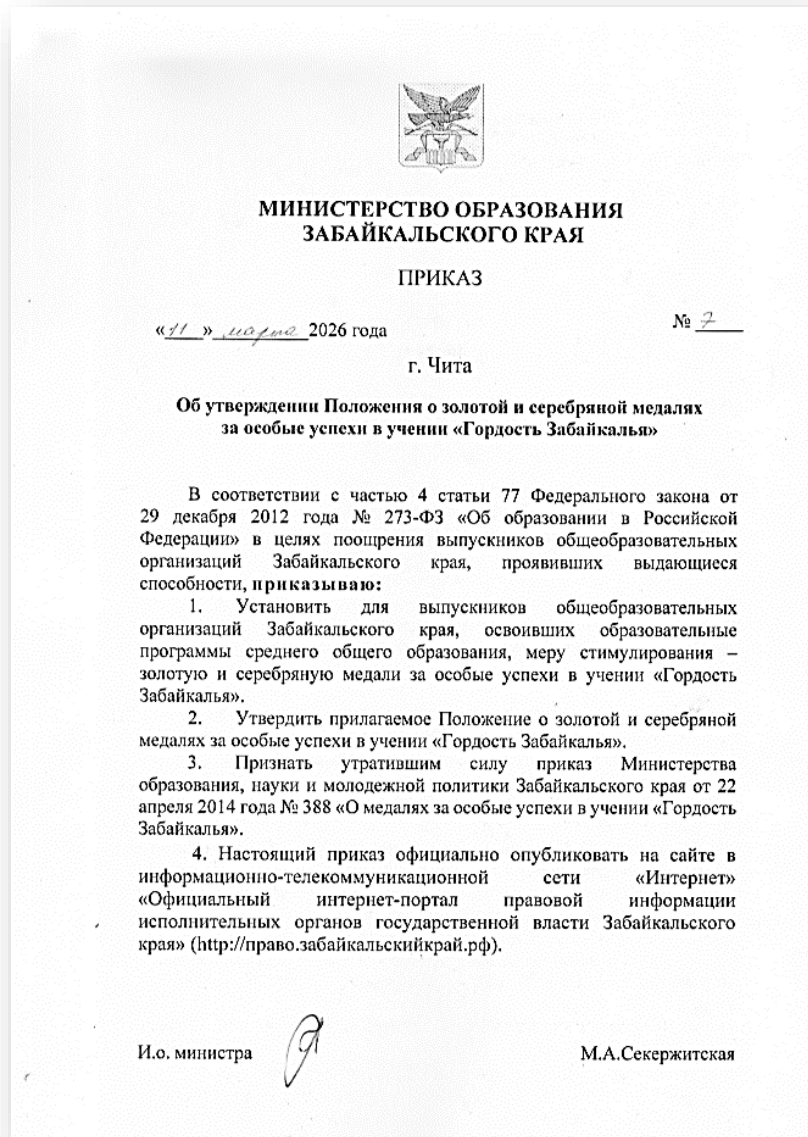 МИНИСТЕРСТВО ОБРАЗОВАНИЯ
ЗАБАЙКАЛЬСКОГО КРАЯ
ПРИКАЗ
«11» марта 2026 года
№ 7
г. Чита
Об утверждении Положения о золотой и серебряной медалях
за особые успехи в учении «Гордость Забайкалья»
В соответствии с частью 4 статьи 77 Федерального закона от
29 декабря 2012 года № 273-ФЗ «Об образовании в Российской
Федерации» в целях поощрения выпускников общеобразовательных
организаций Забайкальского края, проявивших выдающиеся
способности, приказываю:
1. Установить для выпускников общеобразовательных
организаций Забайкальского края, освоивших образовательные
программы среднего общего образования, меру стимулирования –
золотую и серебряную медали за особые успехи в учении «Гордость
Забайкалья».
2. Утвердить прилагаемое Положение о золотой и серебряной
медалях за особые успехи в учении «Гордость Забайкалья».
3. Признать утратившим силу приказ Министерства
образования, науки и молодежной политики Забайкальского края от 22
апреля 2014 года № 388 «О медалях за особые успехи в учении «Гордость
Забайкалья».
4. Настоящий приказ официально опубликовать на сайте в
информационно-телекоммуникационной сети «Интернет»
«Официальный интернет-портал правовой информации
исполнительных органов государственной власти Забайкальского
края» (http://право.забайкальскийкрай.рф).
И.о. министра
М.А.Секержитская